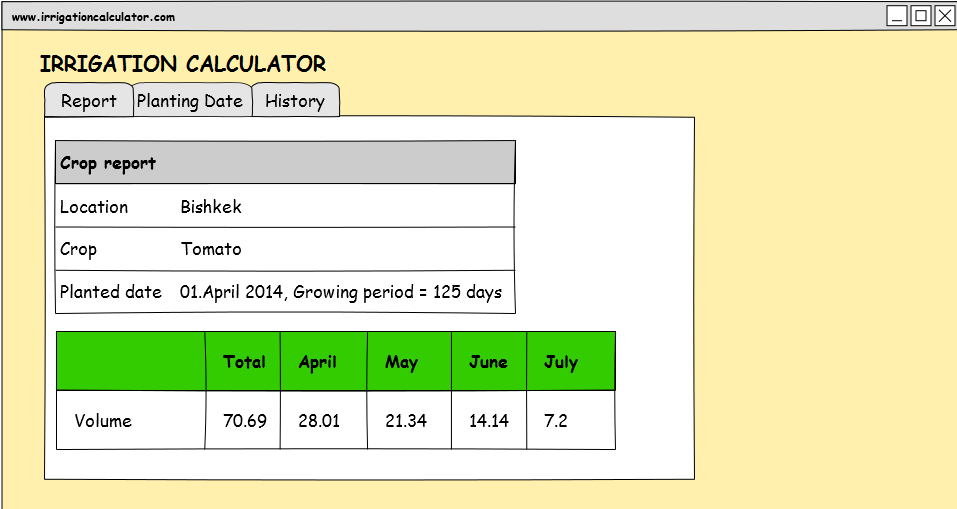 www.irrigationcalculator.com
IRRIGATION CALCULATOR
Report Planting Date History
Crop report
Location Bishkek
Crop Tomato
Planted date 01.April 2014, Growing period = 125 days
Total April May June July
Volume 70.69 28.01 21.34 14.14 7.2